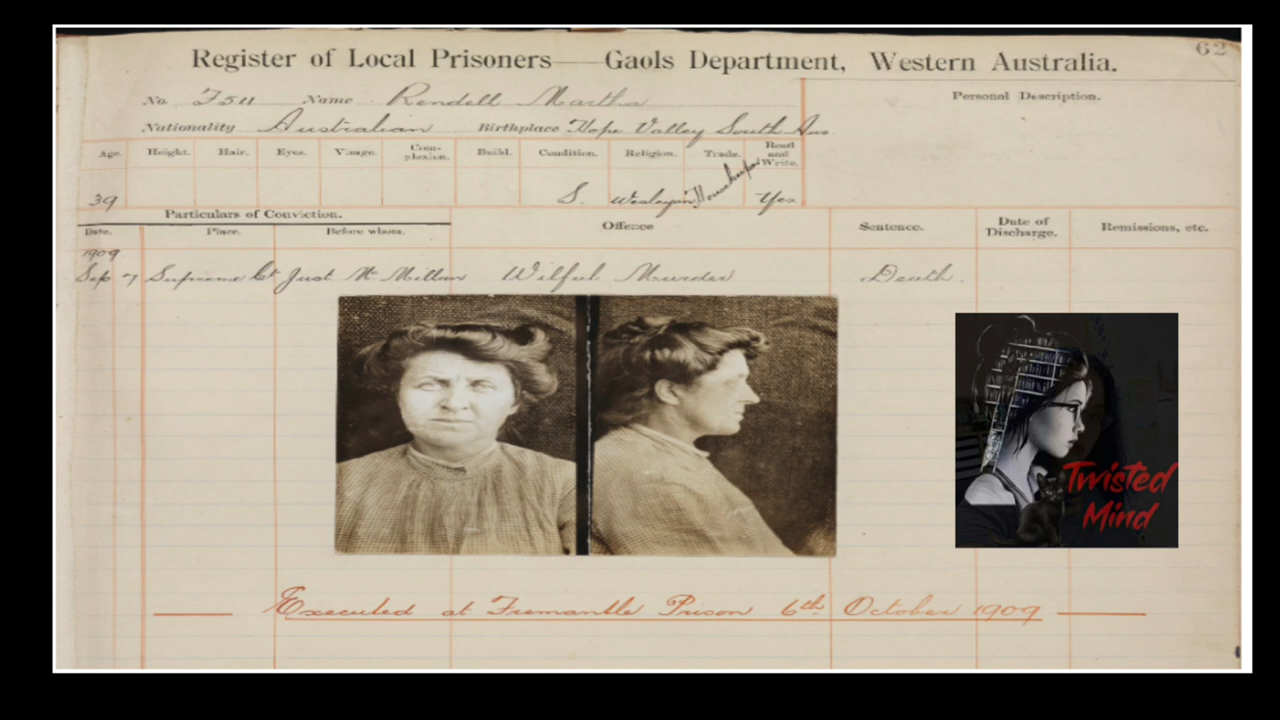 62
Register of Local Prisoners—Gaols Department, Western Australia.
No. F511 Name Rendell Martha
Personal Description.
Nationality Australian Birthplace Hope Valley South Aus.
Age. Height. Hair. Eyes. Visage. Com-plexion. Build. Condition. Religion. Trade. Read and Write.
39 S. Wesleyan Housekeeper Yes
Particulars of Conviction. Offence Sentence. Date of Discharge. Remissions, etc.
Date. Place. Before whom.
1909
Sep 7 Supreme Ct Just. McMillan Wilful Murder Death.
Twisted
Mind
Executed at Fremantle Prison 6th October 1909